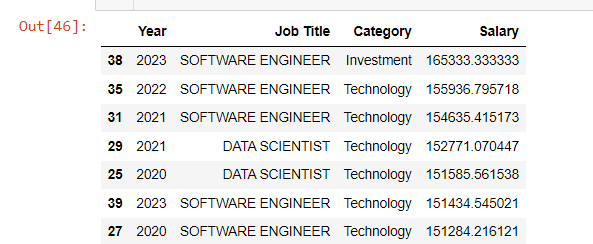 Out[46]:
Year Job Title Category Salary
38 2023 SOFTWARE ENGINEER Investment 165333.333333
35 2022 SOFTWARE ENGINEER Technology 155936.795718
31 2021 SOFTWARE ENGINEER Technology 154635.415173
29 2021 DATA SCIENTIST Technology 152771.070447
25 2020 DATA SCIENTIST Technology 151585.561538
39 2023 SOFTWARE ENGINEER Technology 151434.545021
27 2020 SOFTWARE ENGINEER Technology 151284.216121